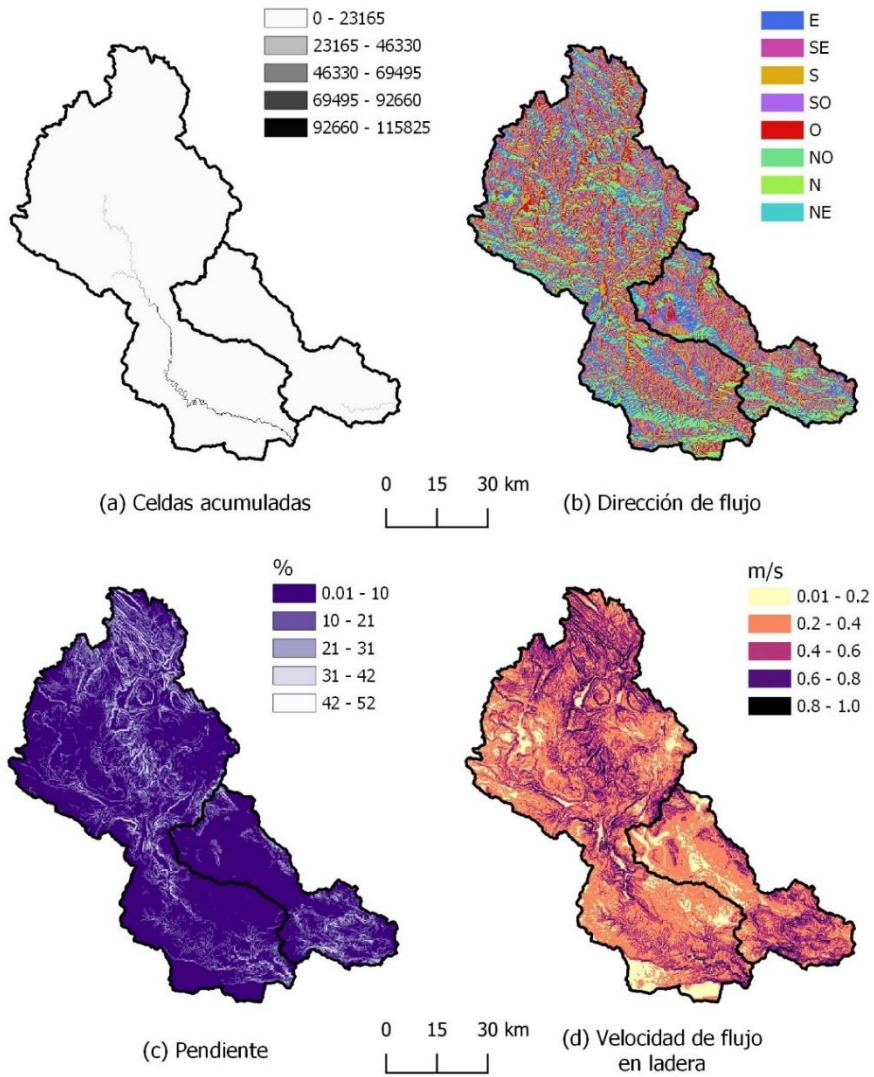 0 - 23165
23165 - 46330
46330 - 69495
69495 - 92660
92660 - 115825
E
SE
S
SO
O
NO
N
NE
(a) Celdas acumuladas
0 15 30 km
(b) Dirección de flujo
%
0.01 - 10
10 - 21
21 - 31
31 - 42
42 - 52
m/s
0.01 - 0.2
0.2 - 0.4
0.4 - 0.6
0.6 - 0.8
0.8 - 1.0
(c) Pendiente
0 15 30 km
(d) Velocidad de flujo
en ladera